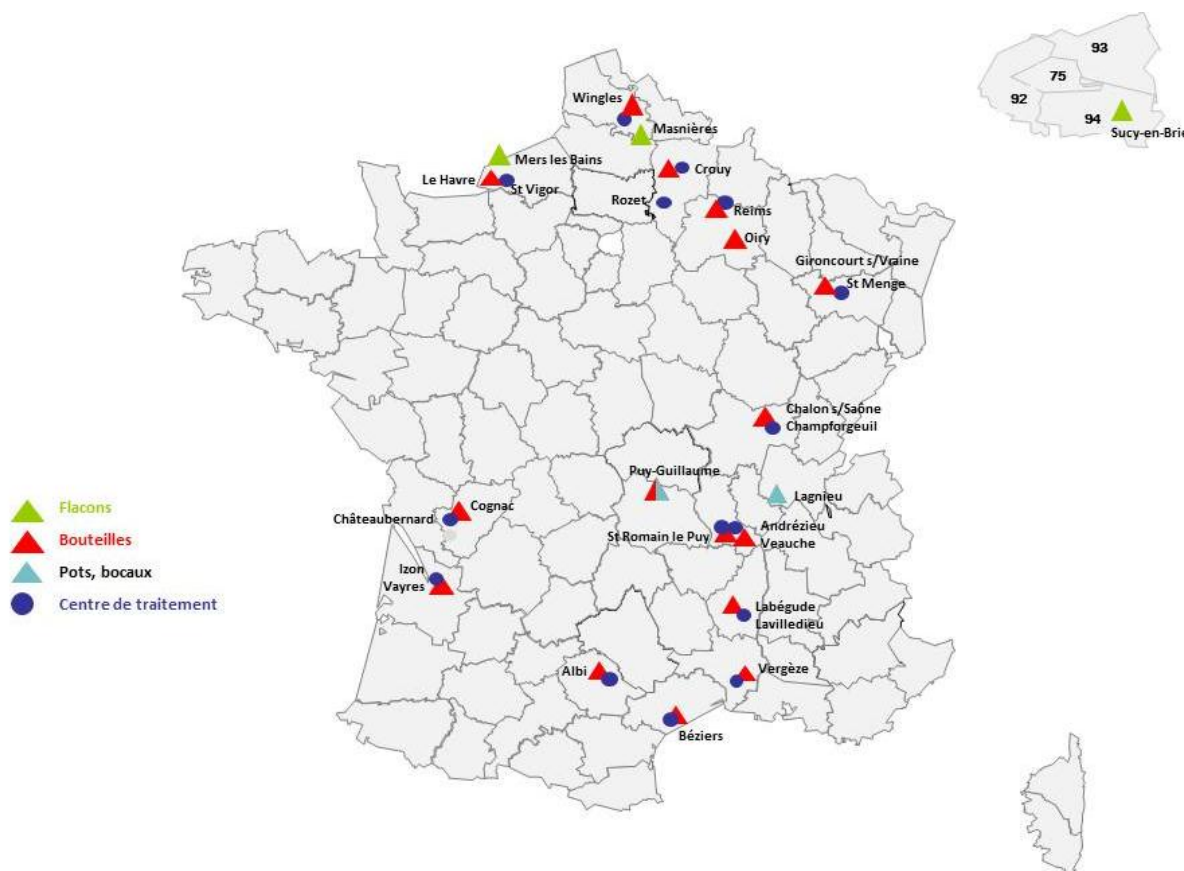 93
75
92
94
Sucy-en-Brie
Wingles
Masnières
Mers les Bains
Le Havre
St Vigor
Crouy
Rozet
Reims
Oiry
Gironcourt s/Vraine
St Menge
Chalon s/Saône
Champforgeuil
Puy-Guillaume
Lagnieu
Cognac
Châteaubernard
St Romain le Puy
Andrézieu
Veauche
Izon
Vayres
Labégude
Lavilledieu
Albi
Vergèze
Béziers
Flacons
Bouteilles
Pots, bocaux
Centre de traitement